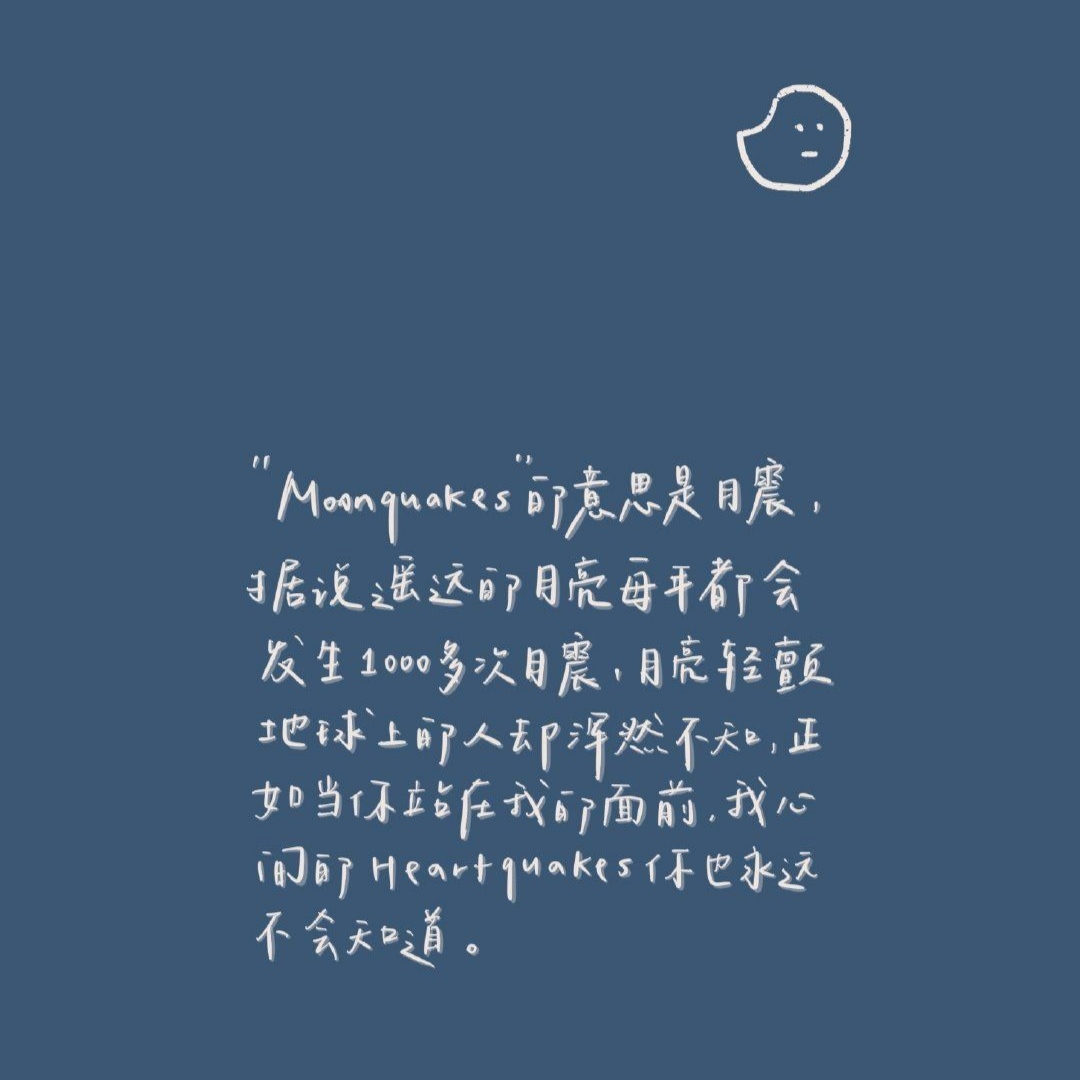 "Moonquakes"的意思是月震,
据说遥远的月亮每年都会
发生1000多次月震,月亮轻颤
地球上的人却浑然不知,正
如当你站在我的面前,我心
间的Heartquakes你也永远
不会知道。